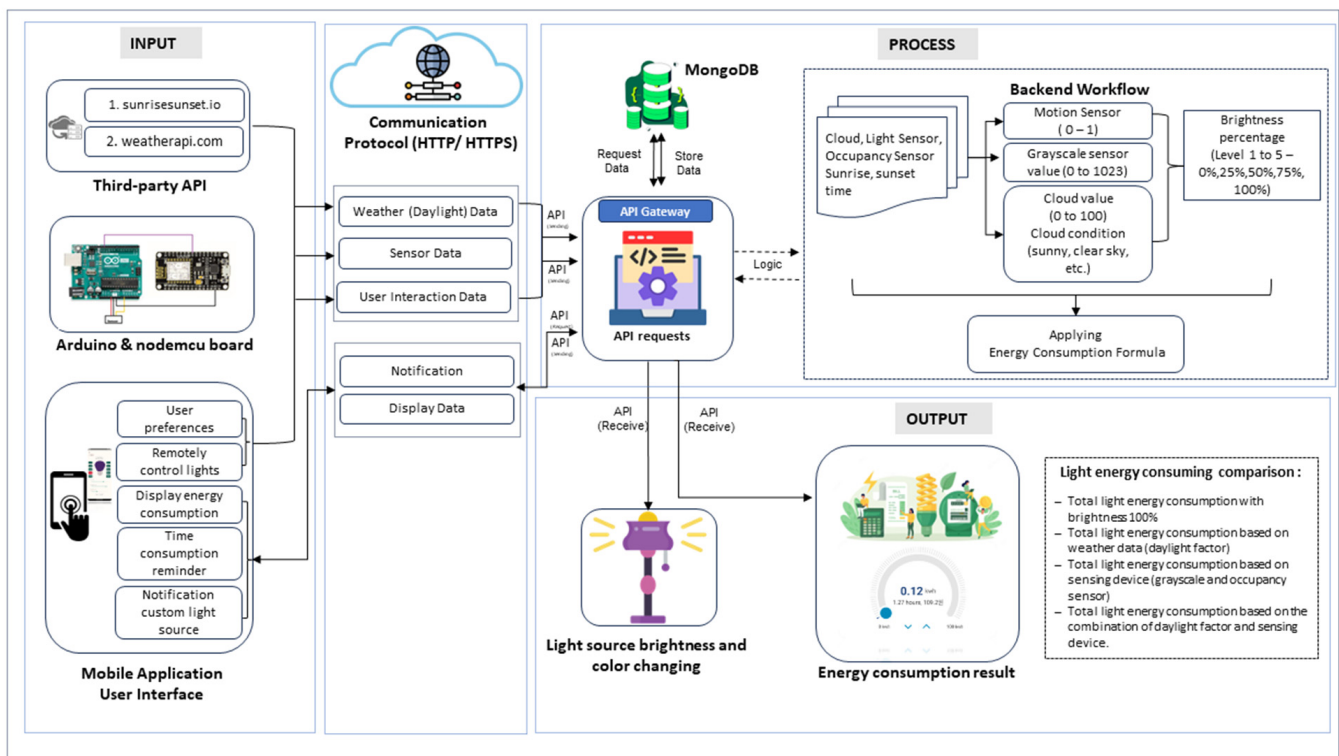 INPUT
1. sunrisesunset.io
2. weatherapi.com
Third-party API
Arduino & nodemcu board
User
preferences
Remotely
control lights
Display energy
consumption
Time
consumption
reminder
Notification
custom light
source
Mobile Application
User Interface
Communication
Protocol (HTTP/ HTTPS)
Weather (Daylight) Data
Sensor Data
User Interaction Data
Notification
Display Data
API
(Sending)
API
(Sending)
API
API
(Sending)
PROCESS
MongoDB
Request
Data
Store
Data
API Gateway
API requests
Logic
Backend Workflow
Cloud, Light Sensor,
Occupancy Sensor
Sunrise, sunset
time
Motion Sensor
( 0 – 1)
Grayscale sensor
value (0 to 1023)
Cloud value
(0 to 100)
Cloud condition
(sunny, clear sky,
etc.)
Brightness
percentage
(Level 1 to 5 –
0%,25%,50%,75%,
100%)
Applying
Energy Consumption Formula
API
(Receive)
API
(Receive)
OUTPUT
Light source brightness and
color changing
0.12 kwh
Energy consumption result
Light energy consuming comparison :
– Total light energy consumption with
brightness 100%
– Total light energy consumption based on
weather data (daylight factor)
– Total light energy consumption based on
sensing device (grayscale and occupancy
sensor)
– Total light energy consumption based on the
combination of daylight factor and sensing
device.